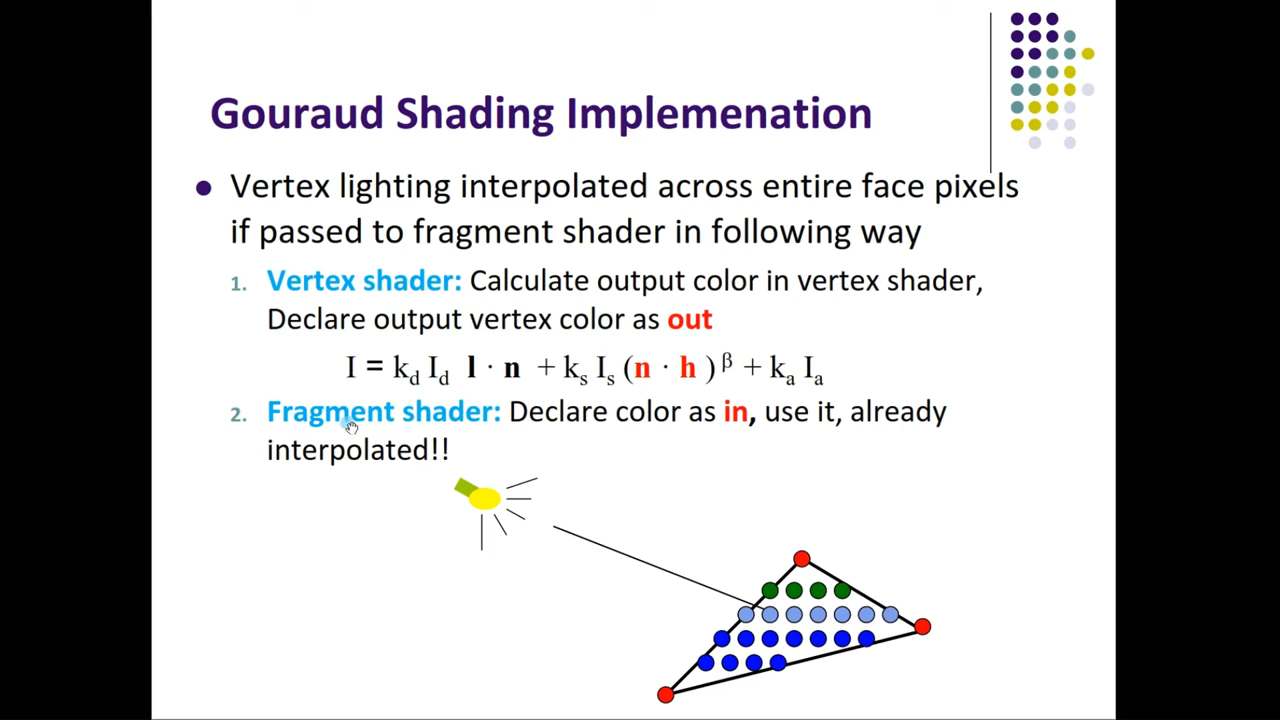 Gouraud Shading Implemenation
Vertex lighting interpolated across entire face pixels
if passed to fragment shader in following way
1. Vertex shader: Calculate output color in vertex shader,
Declare output vertex color as out
I = k_d I_d l · n + k_s I_s (n · h )^β + k_a I_a
2. Fragment shader: Declare color as in, use it, already
interpolated!!